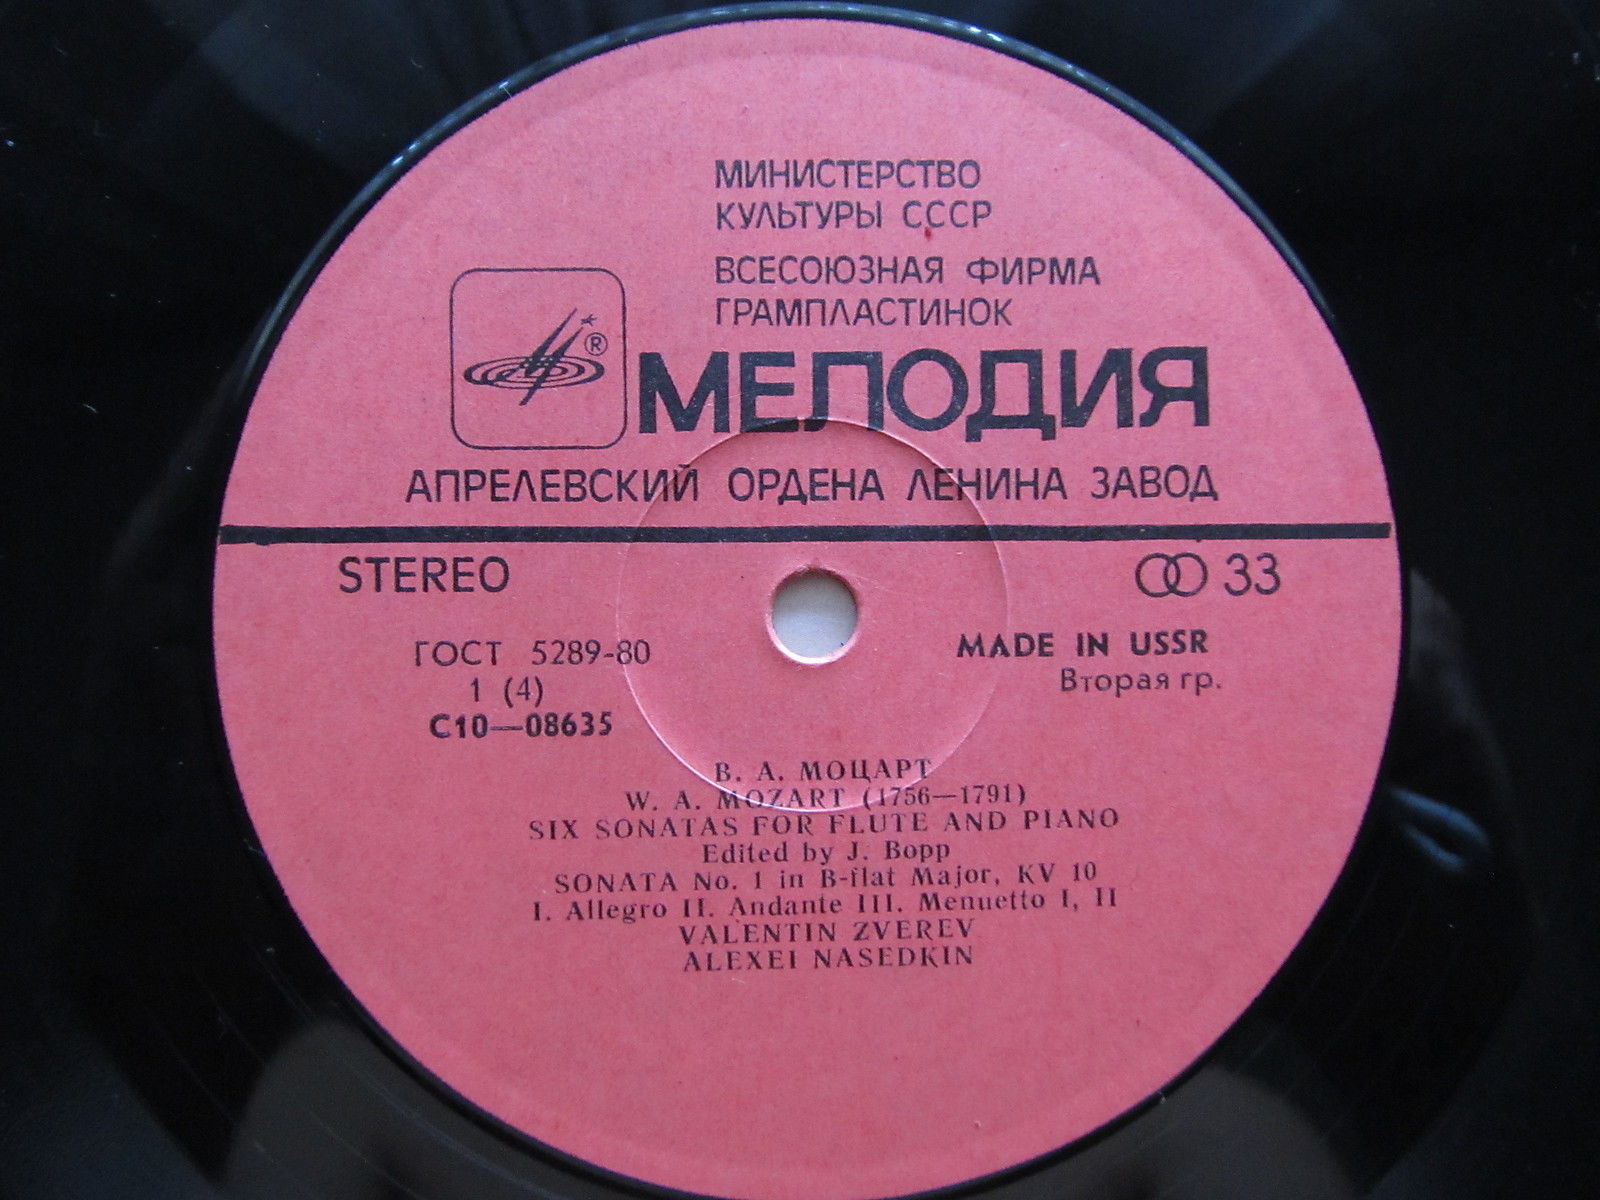 МИНИСТЕРСТВО
КУЛЬТУРЫ СССР
ВСЕСОЮЗНАЯ ФИРМА
ГРАМПЛАСТИНОК
®
МЕЛОДИЯ
АПРЕЛЕВСКИЙ ОРДЕНА ЛЕНИНА ЗАВОД
STEREO
33
ГОСТ 5289-80
MADE IN USSR
1 (4)
Вторая гр.
С10—08635
В. А. МОЦАРТ
W. A. MOZART (1756—1791)
SIX SONATAS FOR FLUTE AND PIANO
Edited by J. Bopp
SONATA No. 1 in B-flat Major, KV 10
I. Allegro II. Andante III. Menuetto I, II
VALENTIN ZVEREV
ALEXEI NASEDKIN